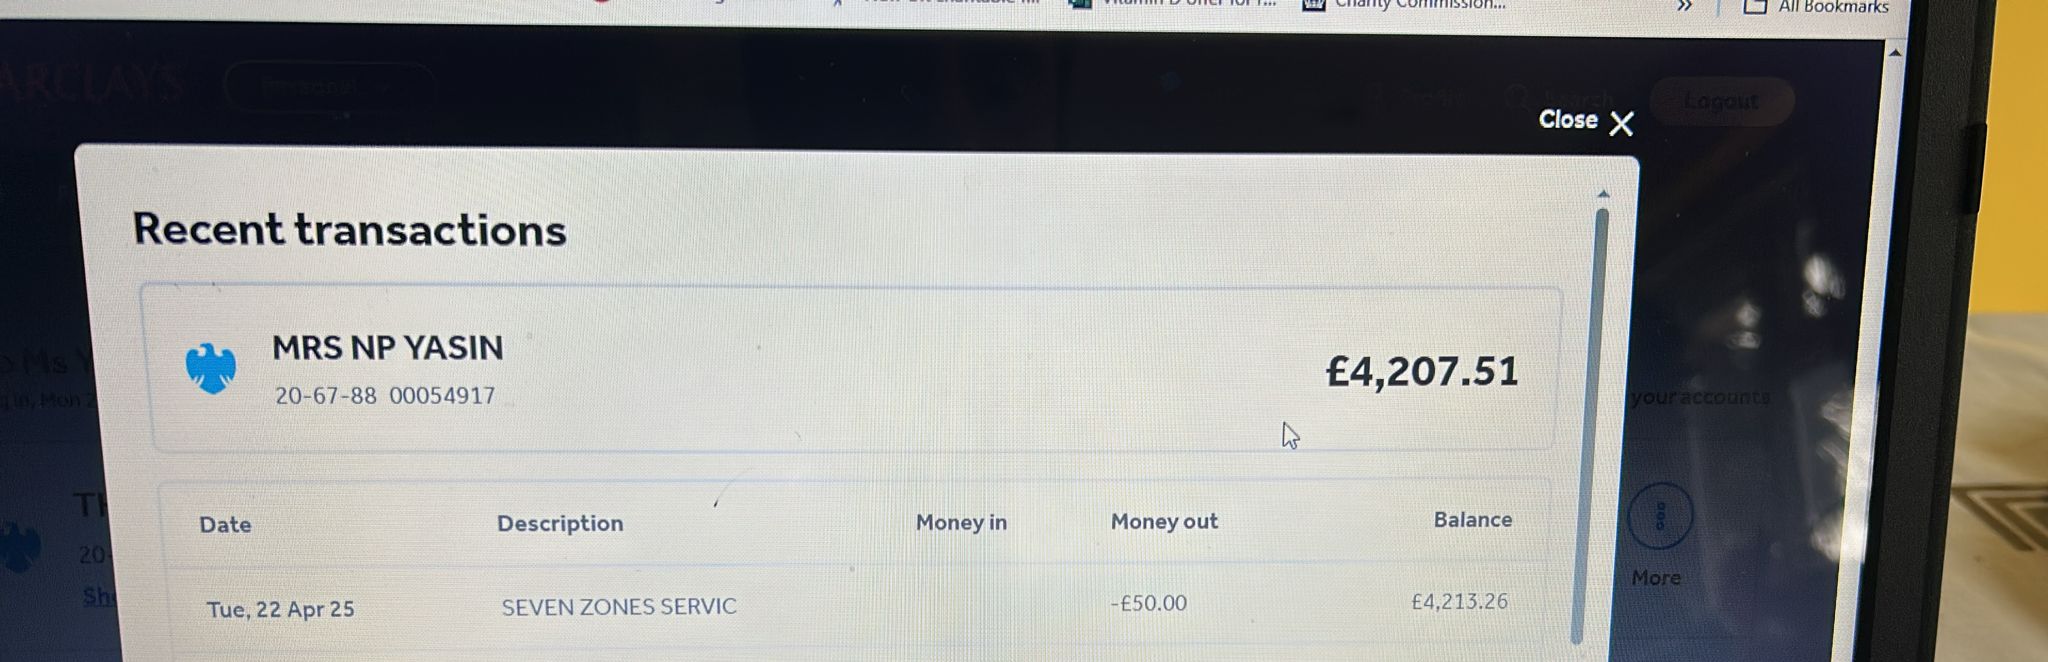 Charity Commission...
All Bookmarks
ARCLAYS
Personal
Search
Logout
Close
Recent transactions
MRS NP YASIN
20-67-88 00054917
£4,207.51
your accounts
Date Description Money in Money out Balance
More
Tue, 22 Apr 25 SEVEN ZONES SERVIC -£50.00 £4,213.26